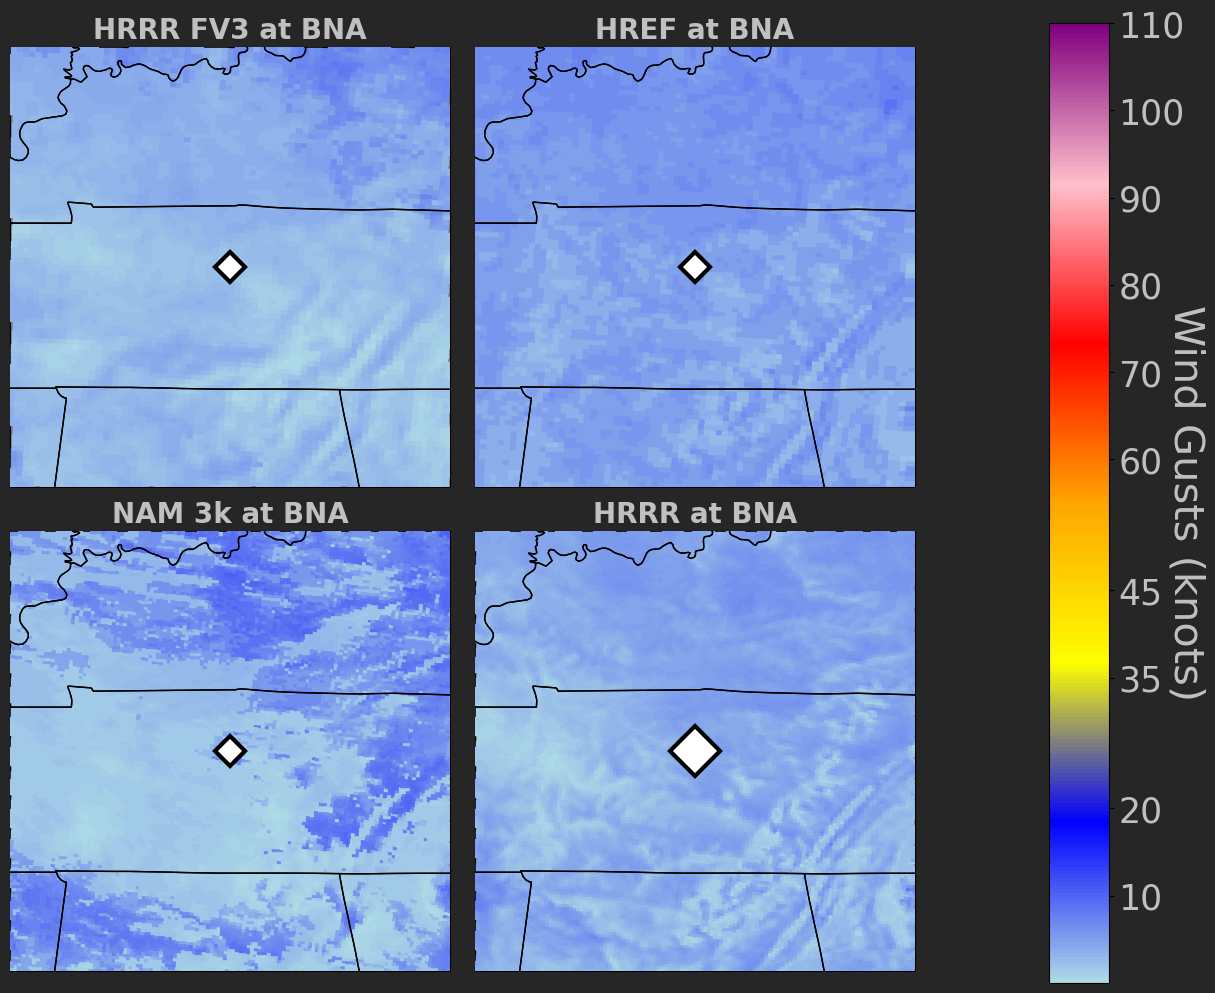 HRRR FV3 at BNA
HREF at BNA
NAM 3k at BNA
HRRR at BNA
110
100
90
80
70
60
45
35
20
10
Wind Gusts (knots)